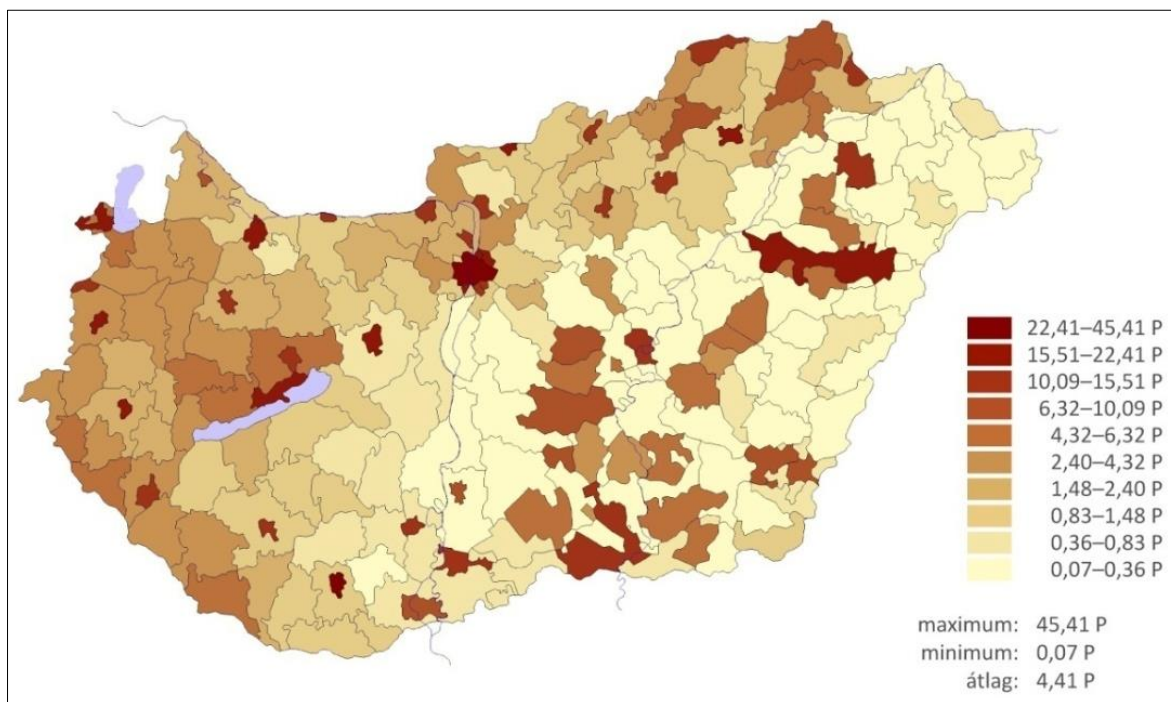 22,41–45,41 P
15,51–22,41 P
10,09–15,51 P
6,32–10,09 P
4,32–6,32 P
2,40–4,32 P
1,48–2,40 P
0,83–1,48 P
0,36–0,83 P
0,07–0,36 P
maximum: 45,41 P
minimum: 0,07 P
átlag: 4,41 P